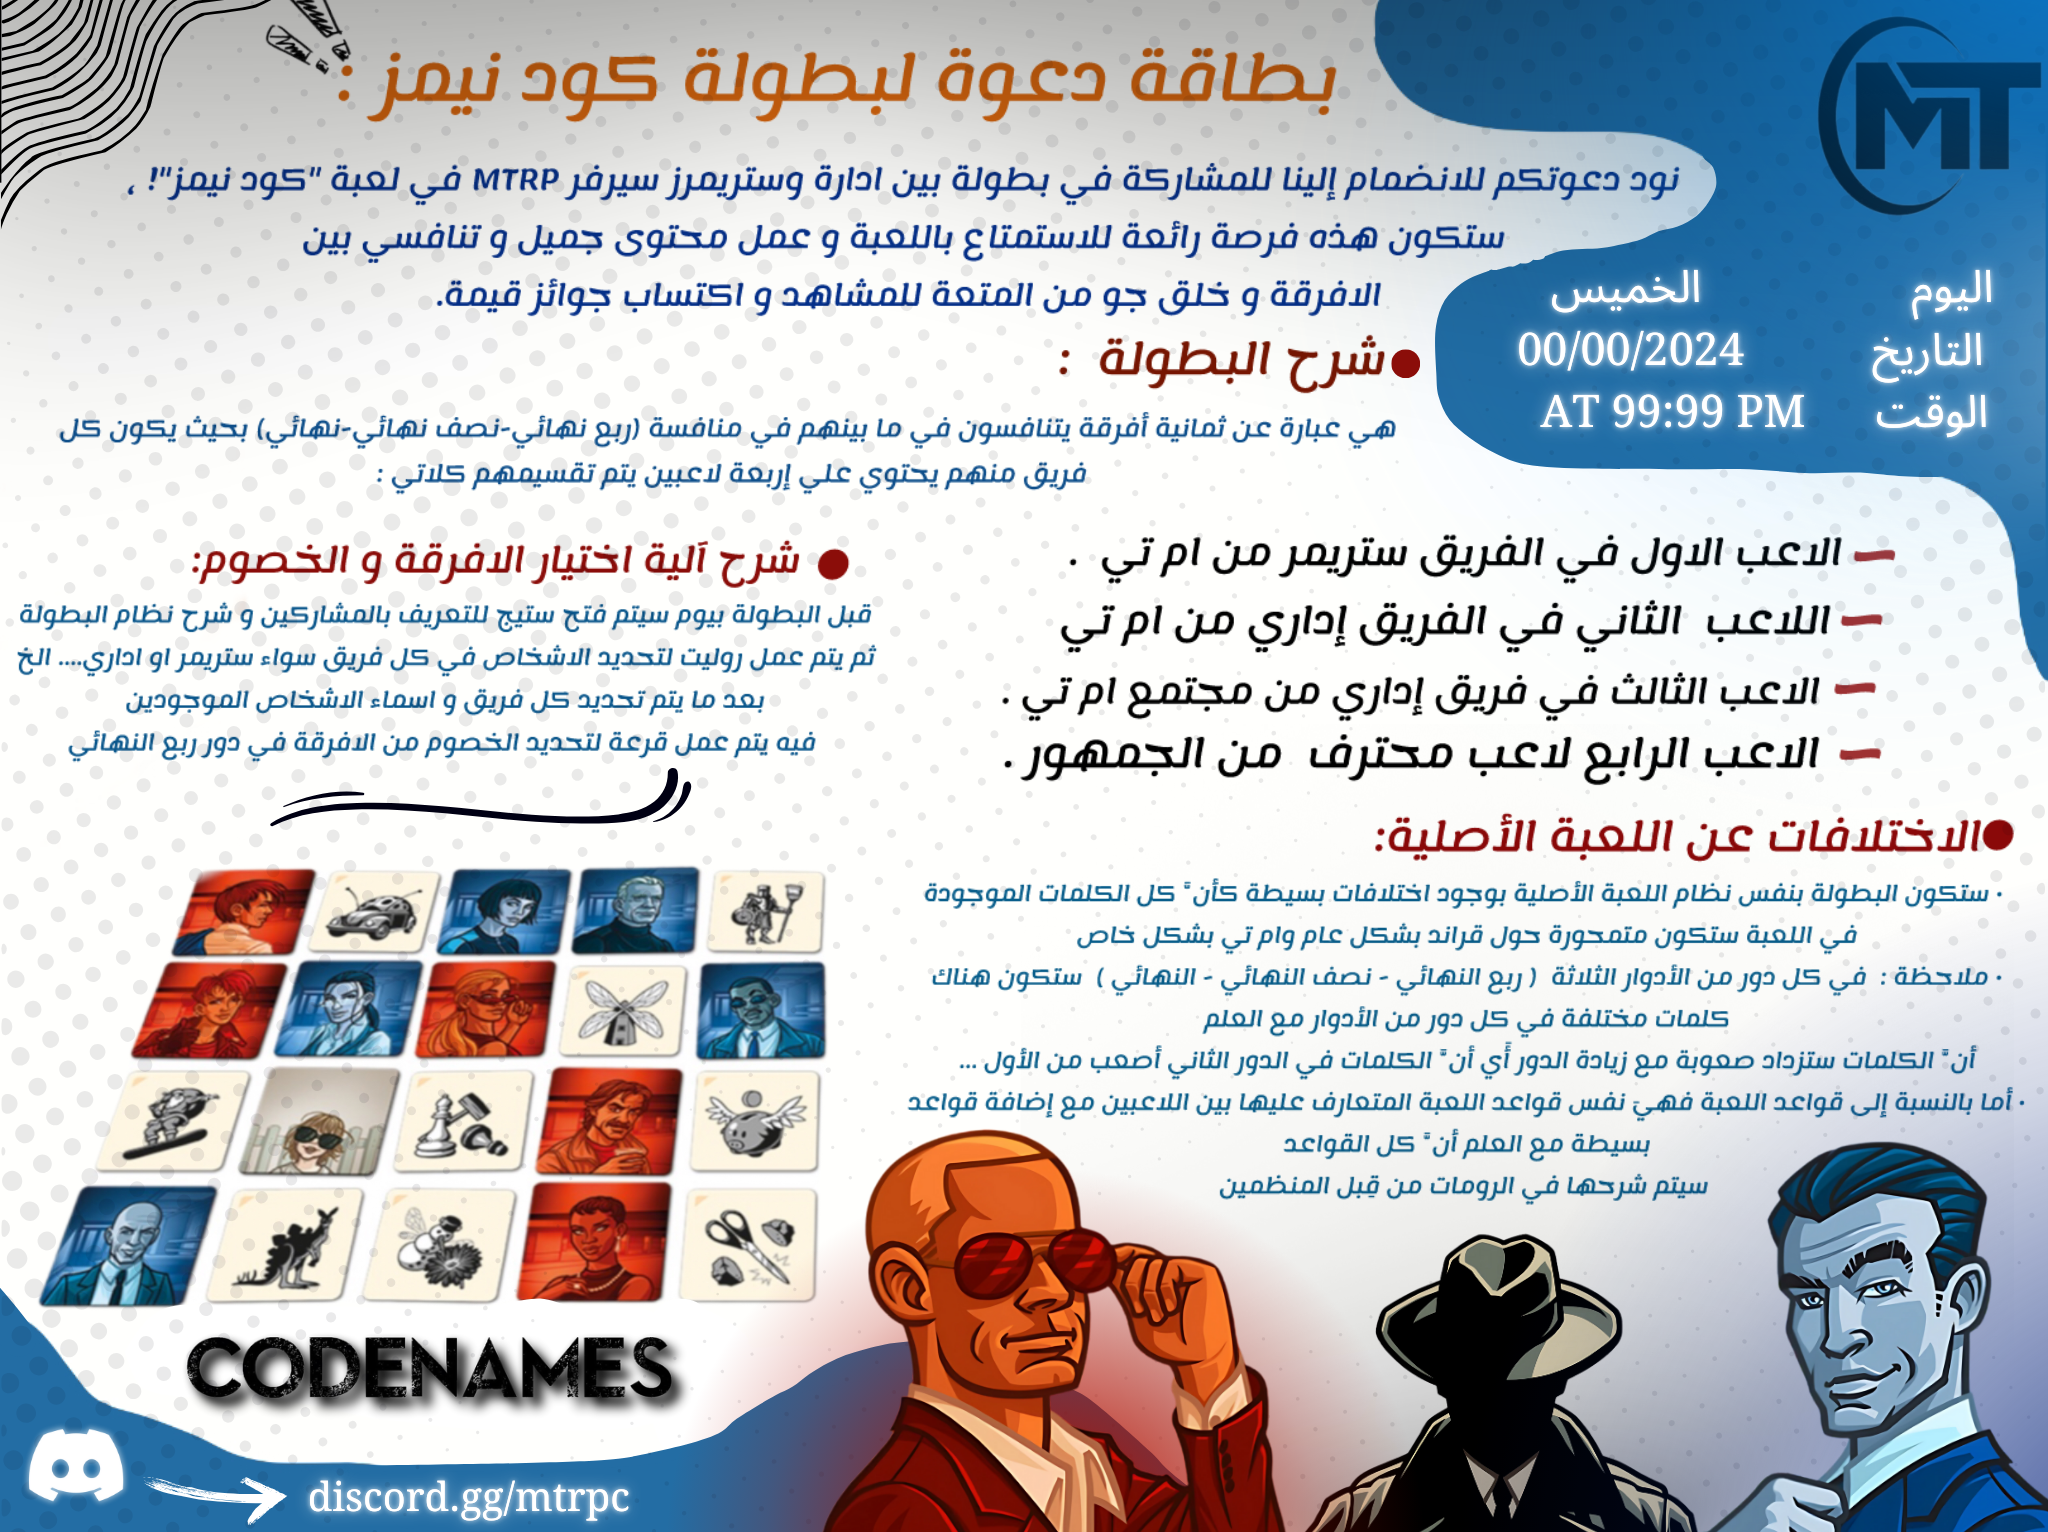 بطاقة دعوة لبطولة كود نيمز :
MT
نود دعوتكم للانضمام إلينا للمشاركة في بطولة بين ادارة وستريمرز سيرفر MTRP في لعبة "كود نيمز"! ،
ستكون هذه فرصة رائعة للاستمتاع باللعبة و عمل محتوى جميل و تنافسي بين
الافرقة و خلق جو من المتعة للمشاهد و اكتساب جوائز قيمة.
اليوم الخميس
التاريخ 00/00/2024
الوقت AT 99:99 PM
شرح البطولة :
هي عبارة عن ثمانية أفرقة يتنافسون في ما بينهم في منافسة (ربع نهائي-نصف نهائي-نهائي) بحيث يكون كل
فريق منهم يحتوي علي إربعة لاعبين يتم تقسيمهم كلاتي :
الاعب الاول في الفريق ستريمر من ام تي .
اللاعب الثاني في الفريق إداري من ام تي
الاعب الثالث في فريق إداري من مجتمع ام تي .
الاعب الرابع لاعب محترف من الجمهور .
شرح آلية اختيار الافرقة و الخصوم:
قبل البطولة بيوم سيتم فتح ستيج للتعريف بالمشاركين و شرح نظام البطولة
ثم يتم عمل روليت لتحديد الاشخاص في كل فريق سواء ستريمر او اداري.... الخ
بعد ما يتم تحديد كل فريق و اسماء الاشخاص الموجودين
فيه يتم عمل قرعة لتحديد الخصوم من الافرقة في دور ربع النهائي
الاختلافات عن اللعبة الأصلية:
· ستكون البطولة بنفس نظام اللعبة الأصلية بوجود اختلافات بسيطة كأنَّ كل الكلمات الموجودة
في اللعبة ستكون متمحورة حول قراند بشكل عام وام تي بشكل خاص
· ملاحظة : في كل دور من الأدوار الثلاثة ( ربع النهائي - نصف النهائي - النهائي ) ستكون هناك
كلمات مختلفة في كل دور من الأدوار مع العلم
أنَّ الكلمات ستزداد صعوبة مع زيادة الدور أَي أنَّ الكلمات في الدور الثاني أصعب من الأول ...
· أما بالنسبة إلى قواعد اللعبة فهيَ نفس قواعد اللعبة المتعارف عليها بين اللاعبين مع إضافة قواعد
بسيطة مع العلم أنَّ كل القواعد
سيتم شرحها في الرومات من قِبل المنظمين
CODENAMES
discord.gg/mtrpc